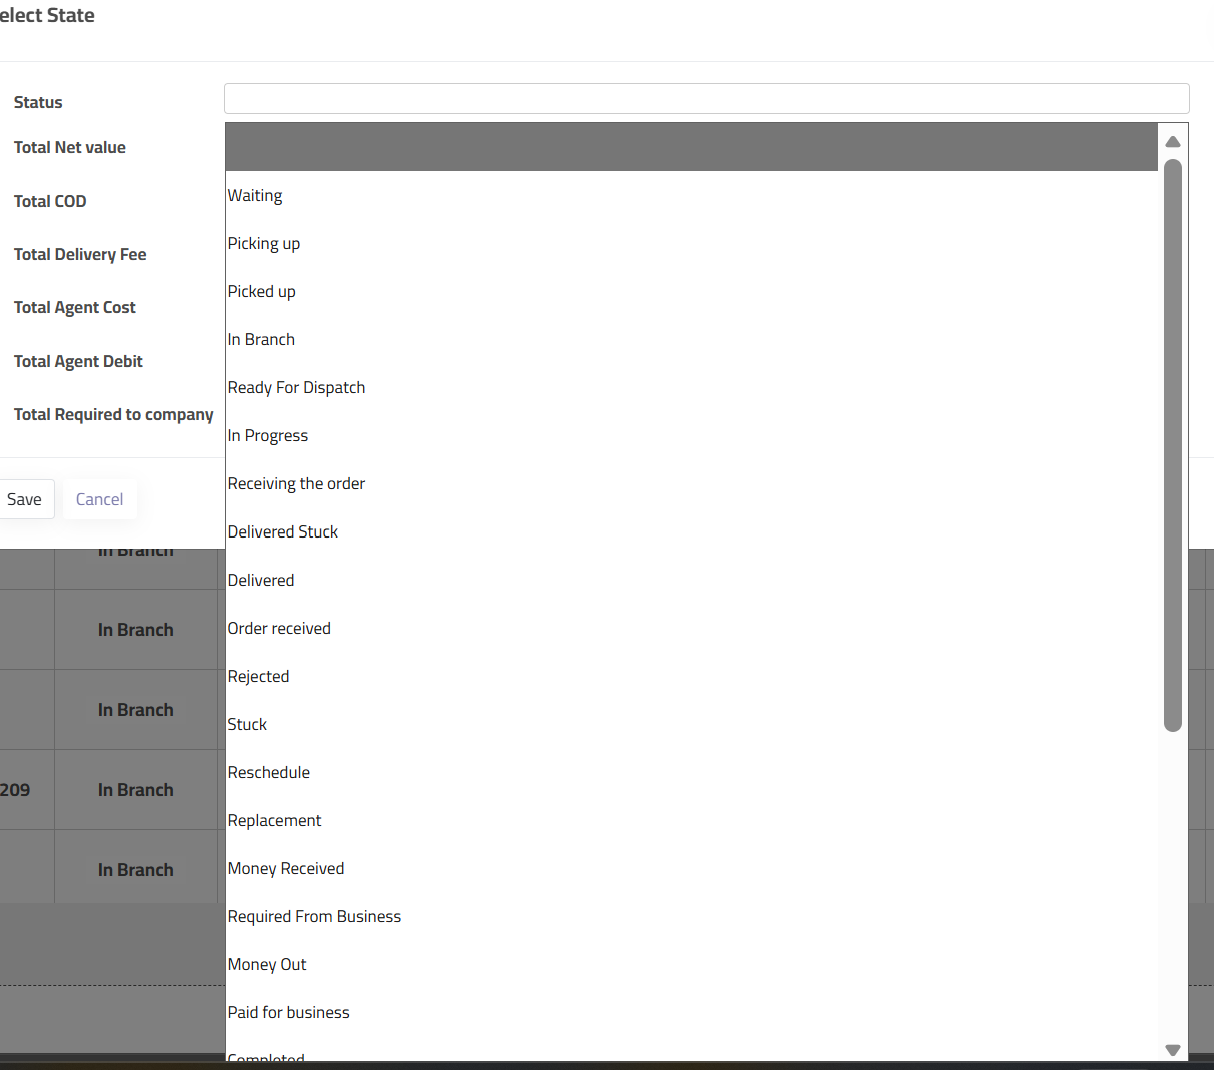 elect State
Status
Total Net value
Total COD
Total Delivery Fee
Total Agent Cost
Total Agent Debit
Total Required to company
Waiting
Picking up
Picked up
In Branch
Ready For Dispatch
In Progress
Receiving the order
Delivered Stuck
Delivered
Order received
Rejected
Stuck
Reschedule
Replacement
Money Received
Required From Business
Money Out
Paid for business
Completed
Save Cancel
In Branch
In Branch
In Branch
209 In Branch
In Branch